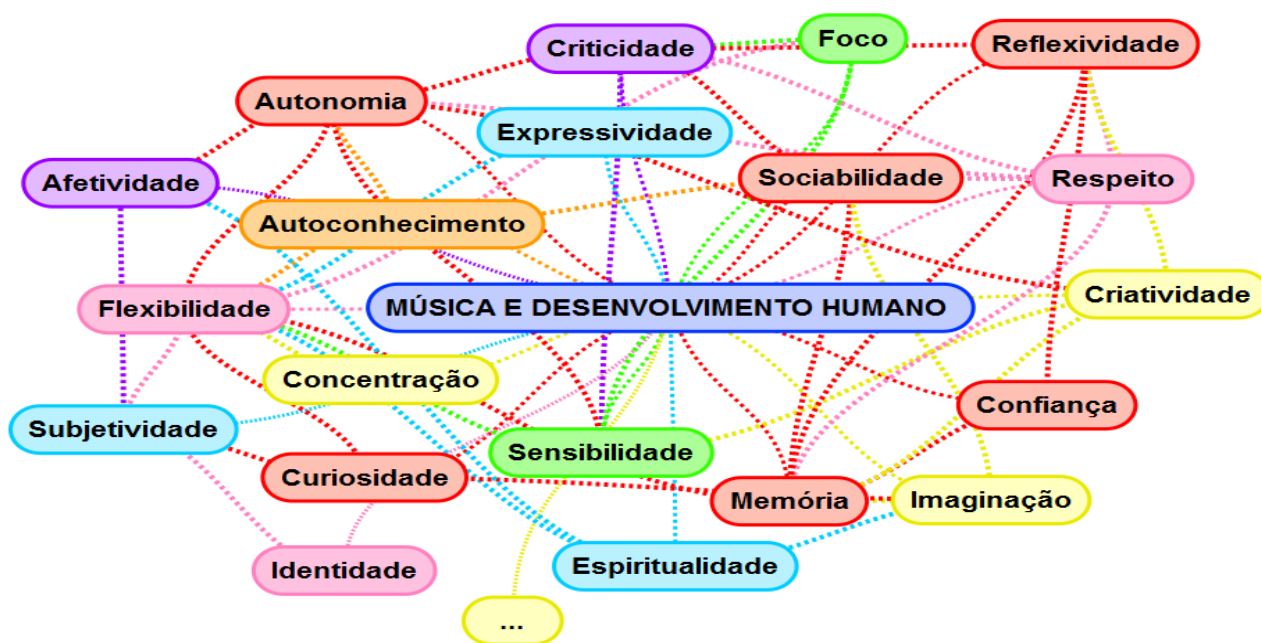 Criticidade
Foco
Reflexividade
Autonomia
Expressividade
Afetividade
Sociabilidade
Respeito
Autoconhecimento
Flexibilidade
MÚSICA E DESENVOLVIMENTO HUMANO
Criatividade
Concentração
Confiança
Subjetividade
Sensibilidade
Curiosidade
Memória
Imaginação
Identidade
Espiritualidade
...